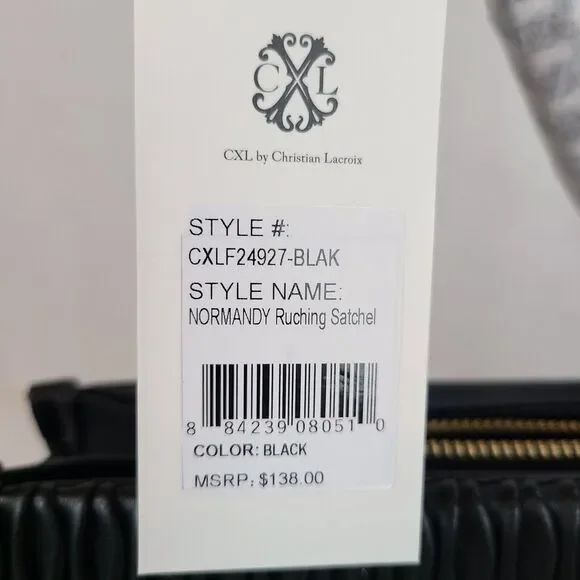 CXL
CXL by Christian Lacroix
STYLE #:
CXLF24927-BLAK
STYLE NAME:
NORMANDY Ruching Satchel
8 84239 08051 0
COLOR: BLACK
MSRP: $138.00